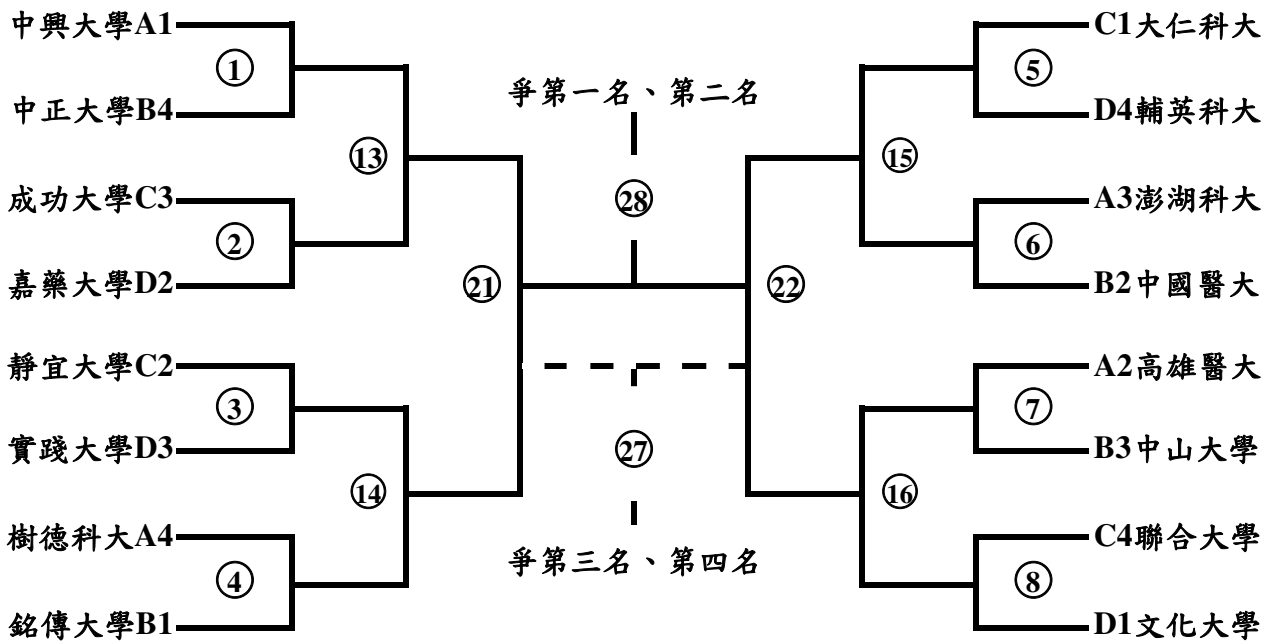 中興大學A1
①
中正大學B4
⑬
成功大學C3
②
嘉藥大學D2
㉑
靜宜大學C2
③
實踐大學D3
⑭
樹德科大A4
④
銘傳大學B1
爭第一名、第二名
㉘
㉗
爭第三名、第四名
C1大仁科大
⑤
D4輔英科大
⑮
A3澎湖科大
⑥
B2中國醫大
㉒
A2高雄醫大
⑦
B3中山大學
⑯
C4聯合大學
⑧
D1文化大學